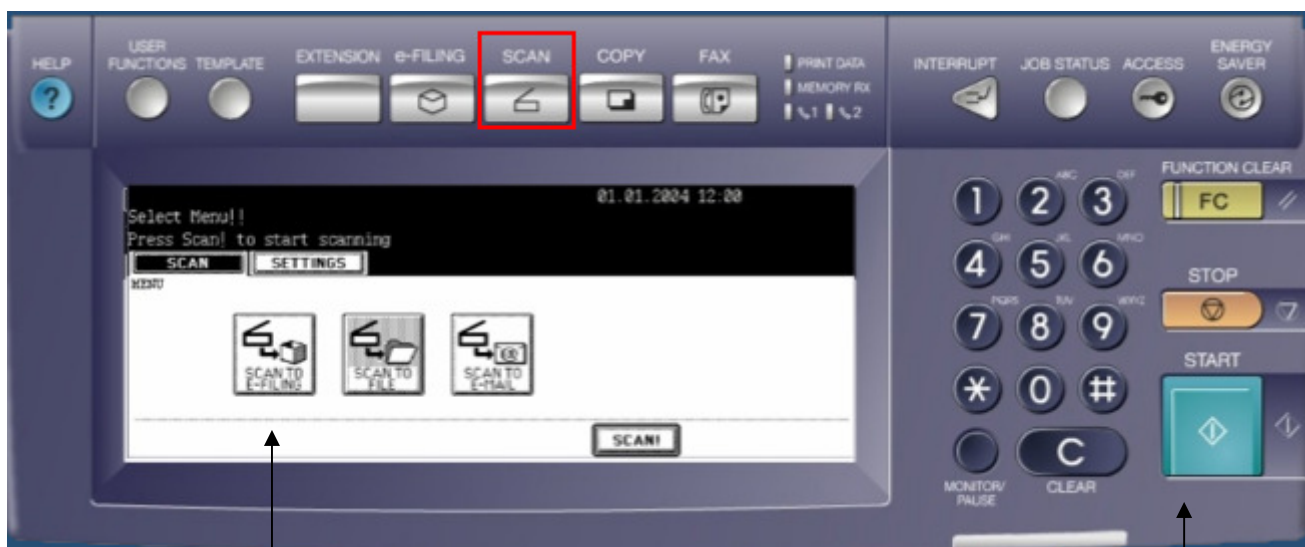 HELP
USER FUNCTIONS
TEMPLATE
EXTENSION
e-FILING
SCAN
COPY
FAX
PRINT DATA
MEMORY RX
1 2
INTERRUPT
JOB STATUS
ACCESS
ENERGY SAVER
?
01.01.2004 12:00
Select Menu!!
Press Scan! to start scanning
SCAN
SETTINGS
MENU
SCAN TO E-FILING
SCAN TO FILE
SCAN TO E-MAIL
SCAN!
1
ABC 2
DEF 3
GHI 4
JKL 5
MNO 6
PQRS 7
TUV 8
WXYZ 9
* 0 #
MONITOR/ PAUSE
C
CLEAR
FUNCTION CLEAR
FC
STOP
START